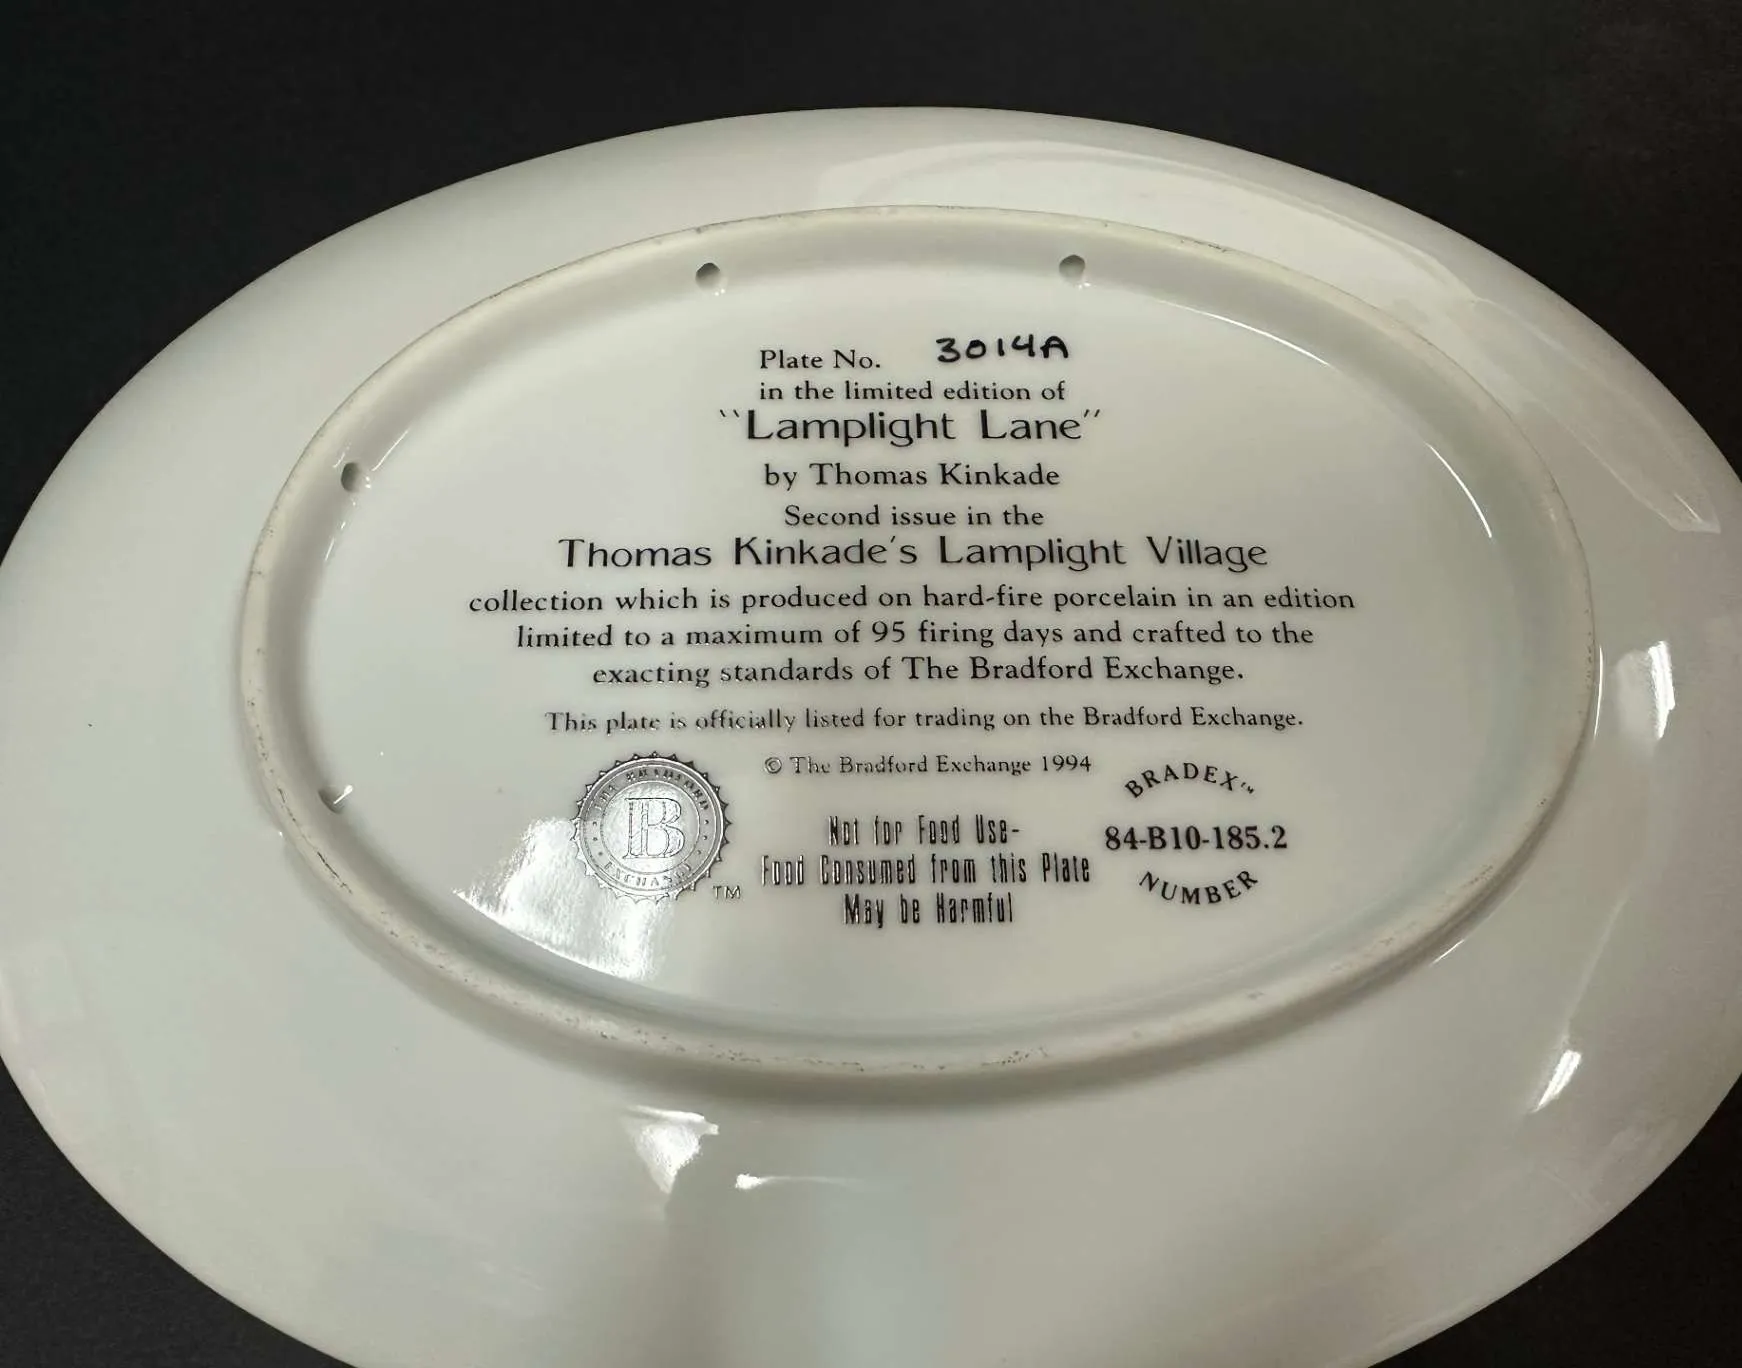 Plate No. 3014A
in the limited edition of
"Lamplight Lane"
by Thomas Kinkade
Second issue in the
Thomas Kinkade's Lamplight Village
collection which is produced on hard-fire porcelain in an edition
limited to a maximum of 95 firing days and crafted to the
exacting standards of The Bradford Exchange.
This plate is officially listed for trading on the Bradford Exchange.
© The Bradford Exchange 1994
THE BRADFORD
B
EXCHANGE
TM
Not for Food Use-
Food Consumed from this Plate
May be Harmful
BRADEX™
84-B10-185.2
NUMBER